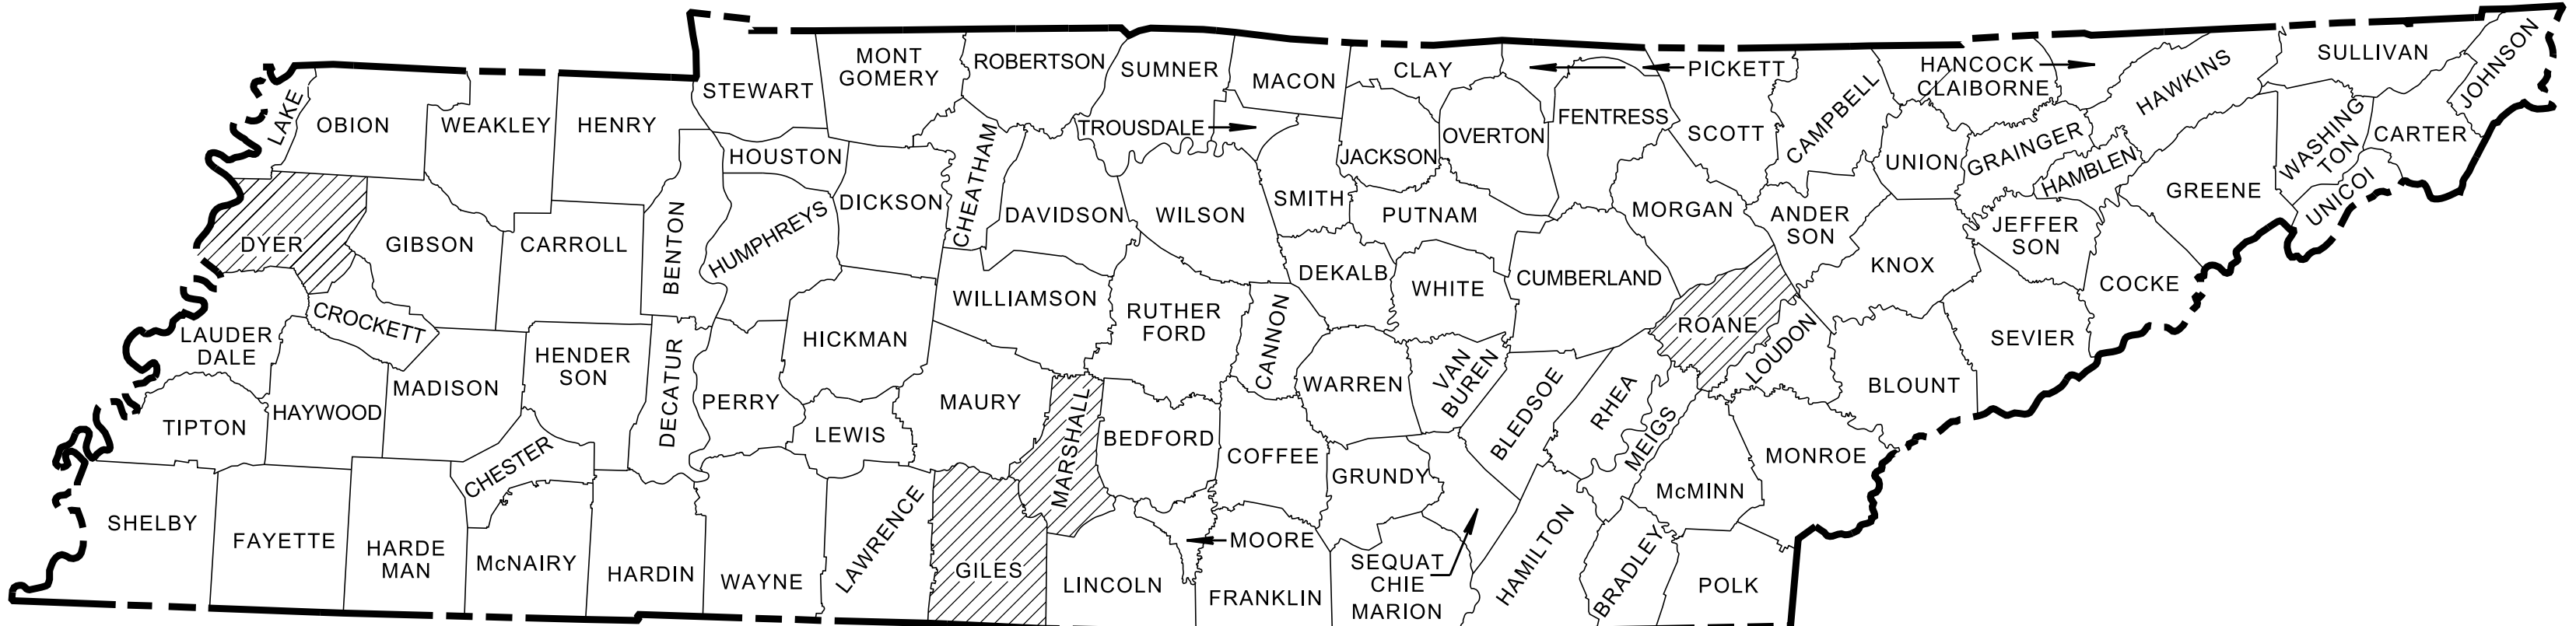 LAKE
OBION
WEAKLEY
HENRY
STEWART
MONT
GOMERY
ROBERTSON
SUMNER
MACON
CLAY
PICKETT
HANCOCK
CLAIBORNE
HAWKINS
SULLIVAN
JOHNSON
TROUSDALE
JACKSON
OVERTON
FENTRESS
SCOTT
CAMPBELL
UNION
GRAINGER
HAMBLEN
GREENE
WASHING
TON
CARTER
UNICOI
HOUSTON
DICKSON
CHEATHAM
DAVIDSON
WILSON
SMITH
PUTNAM
MORGAN
ANDER
SON
JEFFER
SON
DYER
GIBSON
CARROLL
BENTON
HUMPHREYS
WILLIAMSON
RUTHER
FORD
CANNON
DEKALB
WHITE
CUMBERLAND
ROANE
LOUDON
KNOX
COCKE
SEVIER
BLOUNT
LAUDER
DALE
CROCKETT
MADISON
HENDER
SON
DECATUR
PERRY
HICKMAN
LEWIS
MAURY
MARSHALL
BEDFORD
WARREN
VAN
BUREN
BLEDSOE
RHEA
MEIGS
TIPTON
HAYWOOD
CHESTER
COFFEE
GRUNDY
McMINN
MONROE
SHELBY
FAYETTE
HARDE
MAN
McNAIRY
HARDIN
WAYNE
LAWRENCE
GILES
LINCOLN
MOORE
FRANKLIN
SEQUAT
CHIE
MARION
HAMILTON
BRADLEY
POLK